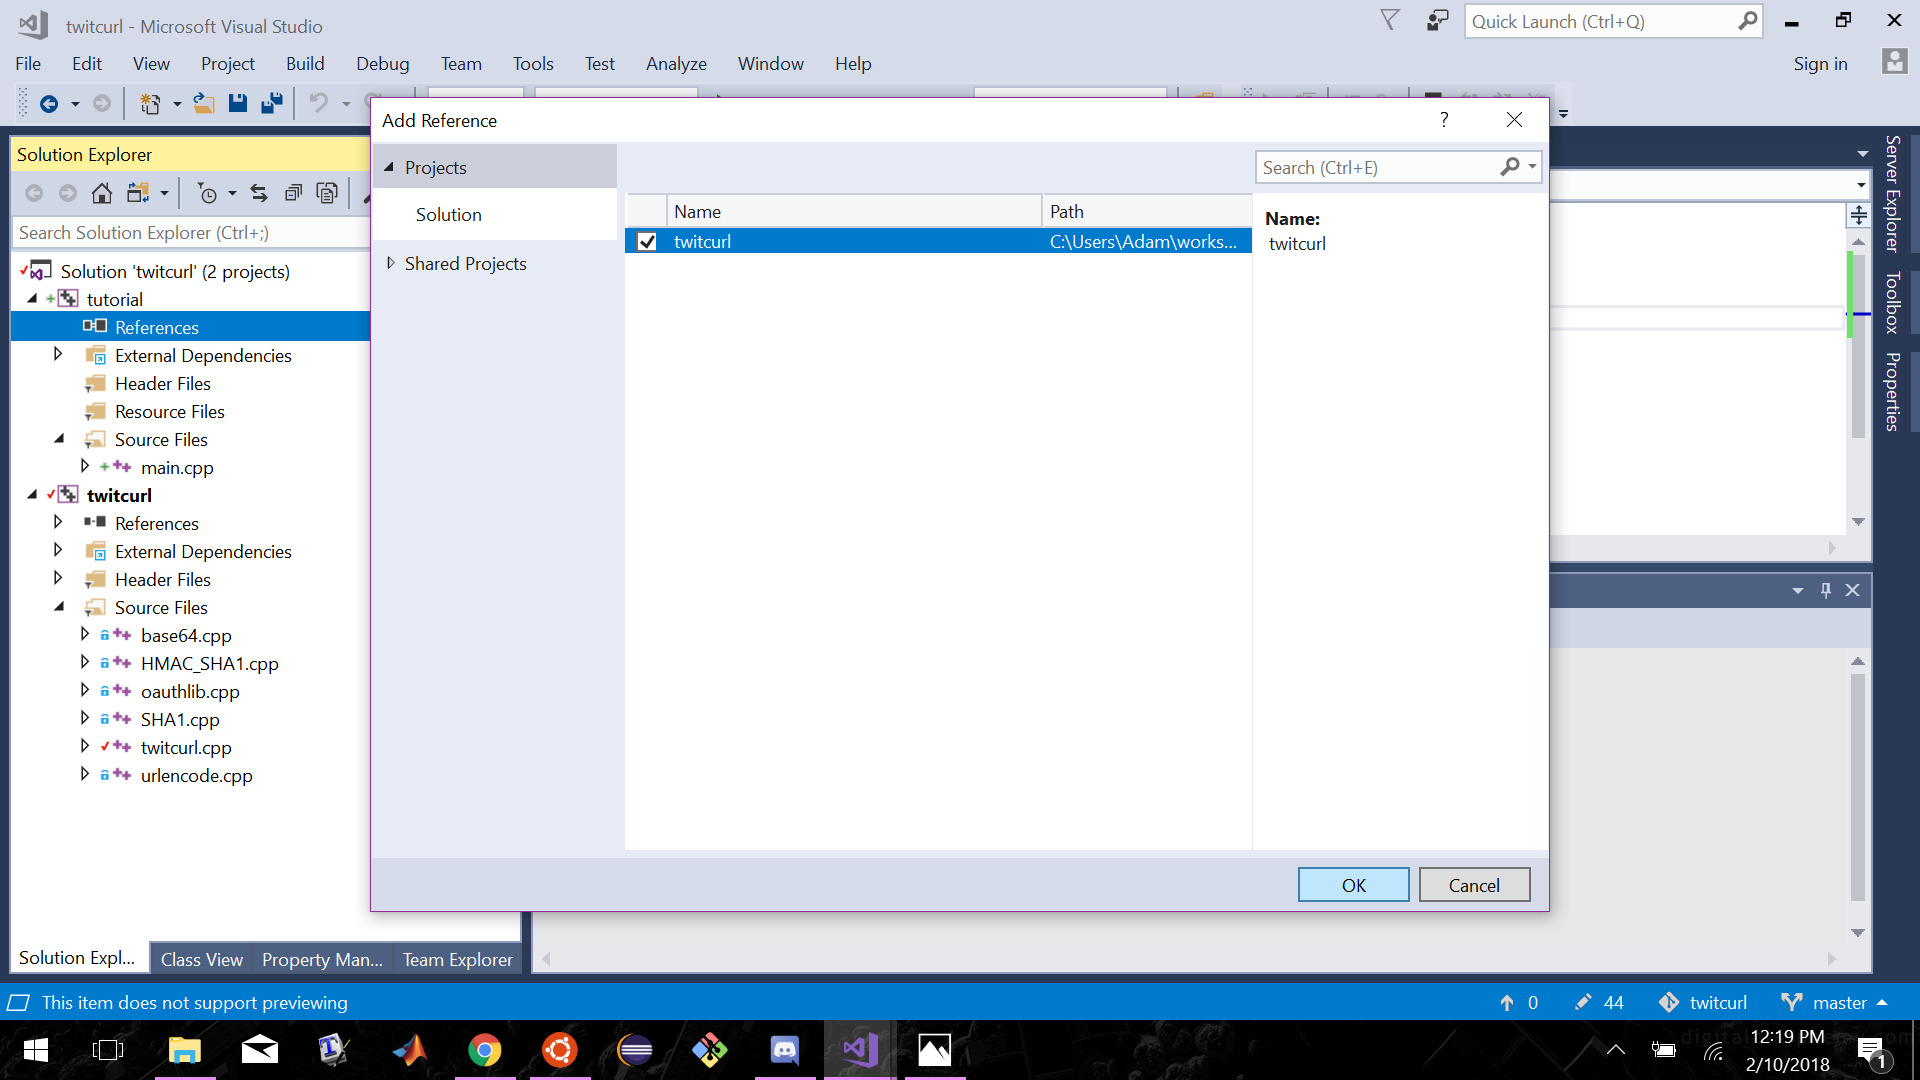 twitcurl - Microsoft Visual Studio
Quick Launch (Ctrl+Q)
File Edit View Project Build Debug Team Tools Test Analyze Window Help
Sign in
Add Reference
?
Solution Explorer
Search Solution Explorer (Ctrl+;)
Solution 'twitcurl' (2 projects)
tutorial
References
External Dependencies
Header Files
Resource Files
Source Files
main.cpp
twitcurl
References
External Dependencies
Header Files
Source Files
base64.cpp
HMAC_SHA1.cpp
oauthlib.cpp
SHA1.cpp
twitcurl.cpp
urlencode.cpp
Projects
Solution
Shared Projects
Search (Ctrl+E)
Name Path
twitcurl C:\Users\Adam\works...
Name:
twitcurl
OK Cancel
Server Explorer
Toolbox
Properties
Solution Expl... Class View Property Man... Team Explorer
This item does not support previewing
0 44 twitcurl master
12:19 PM
2/10/2018
1